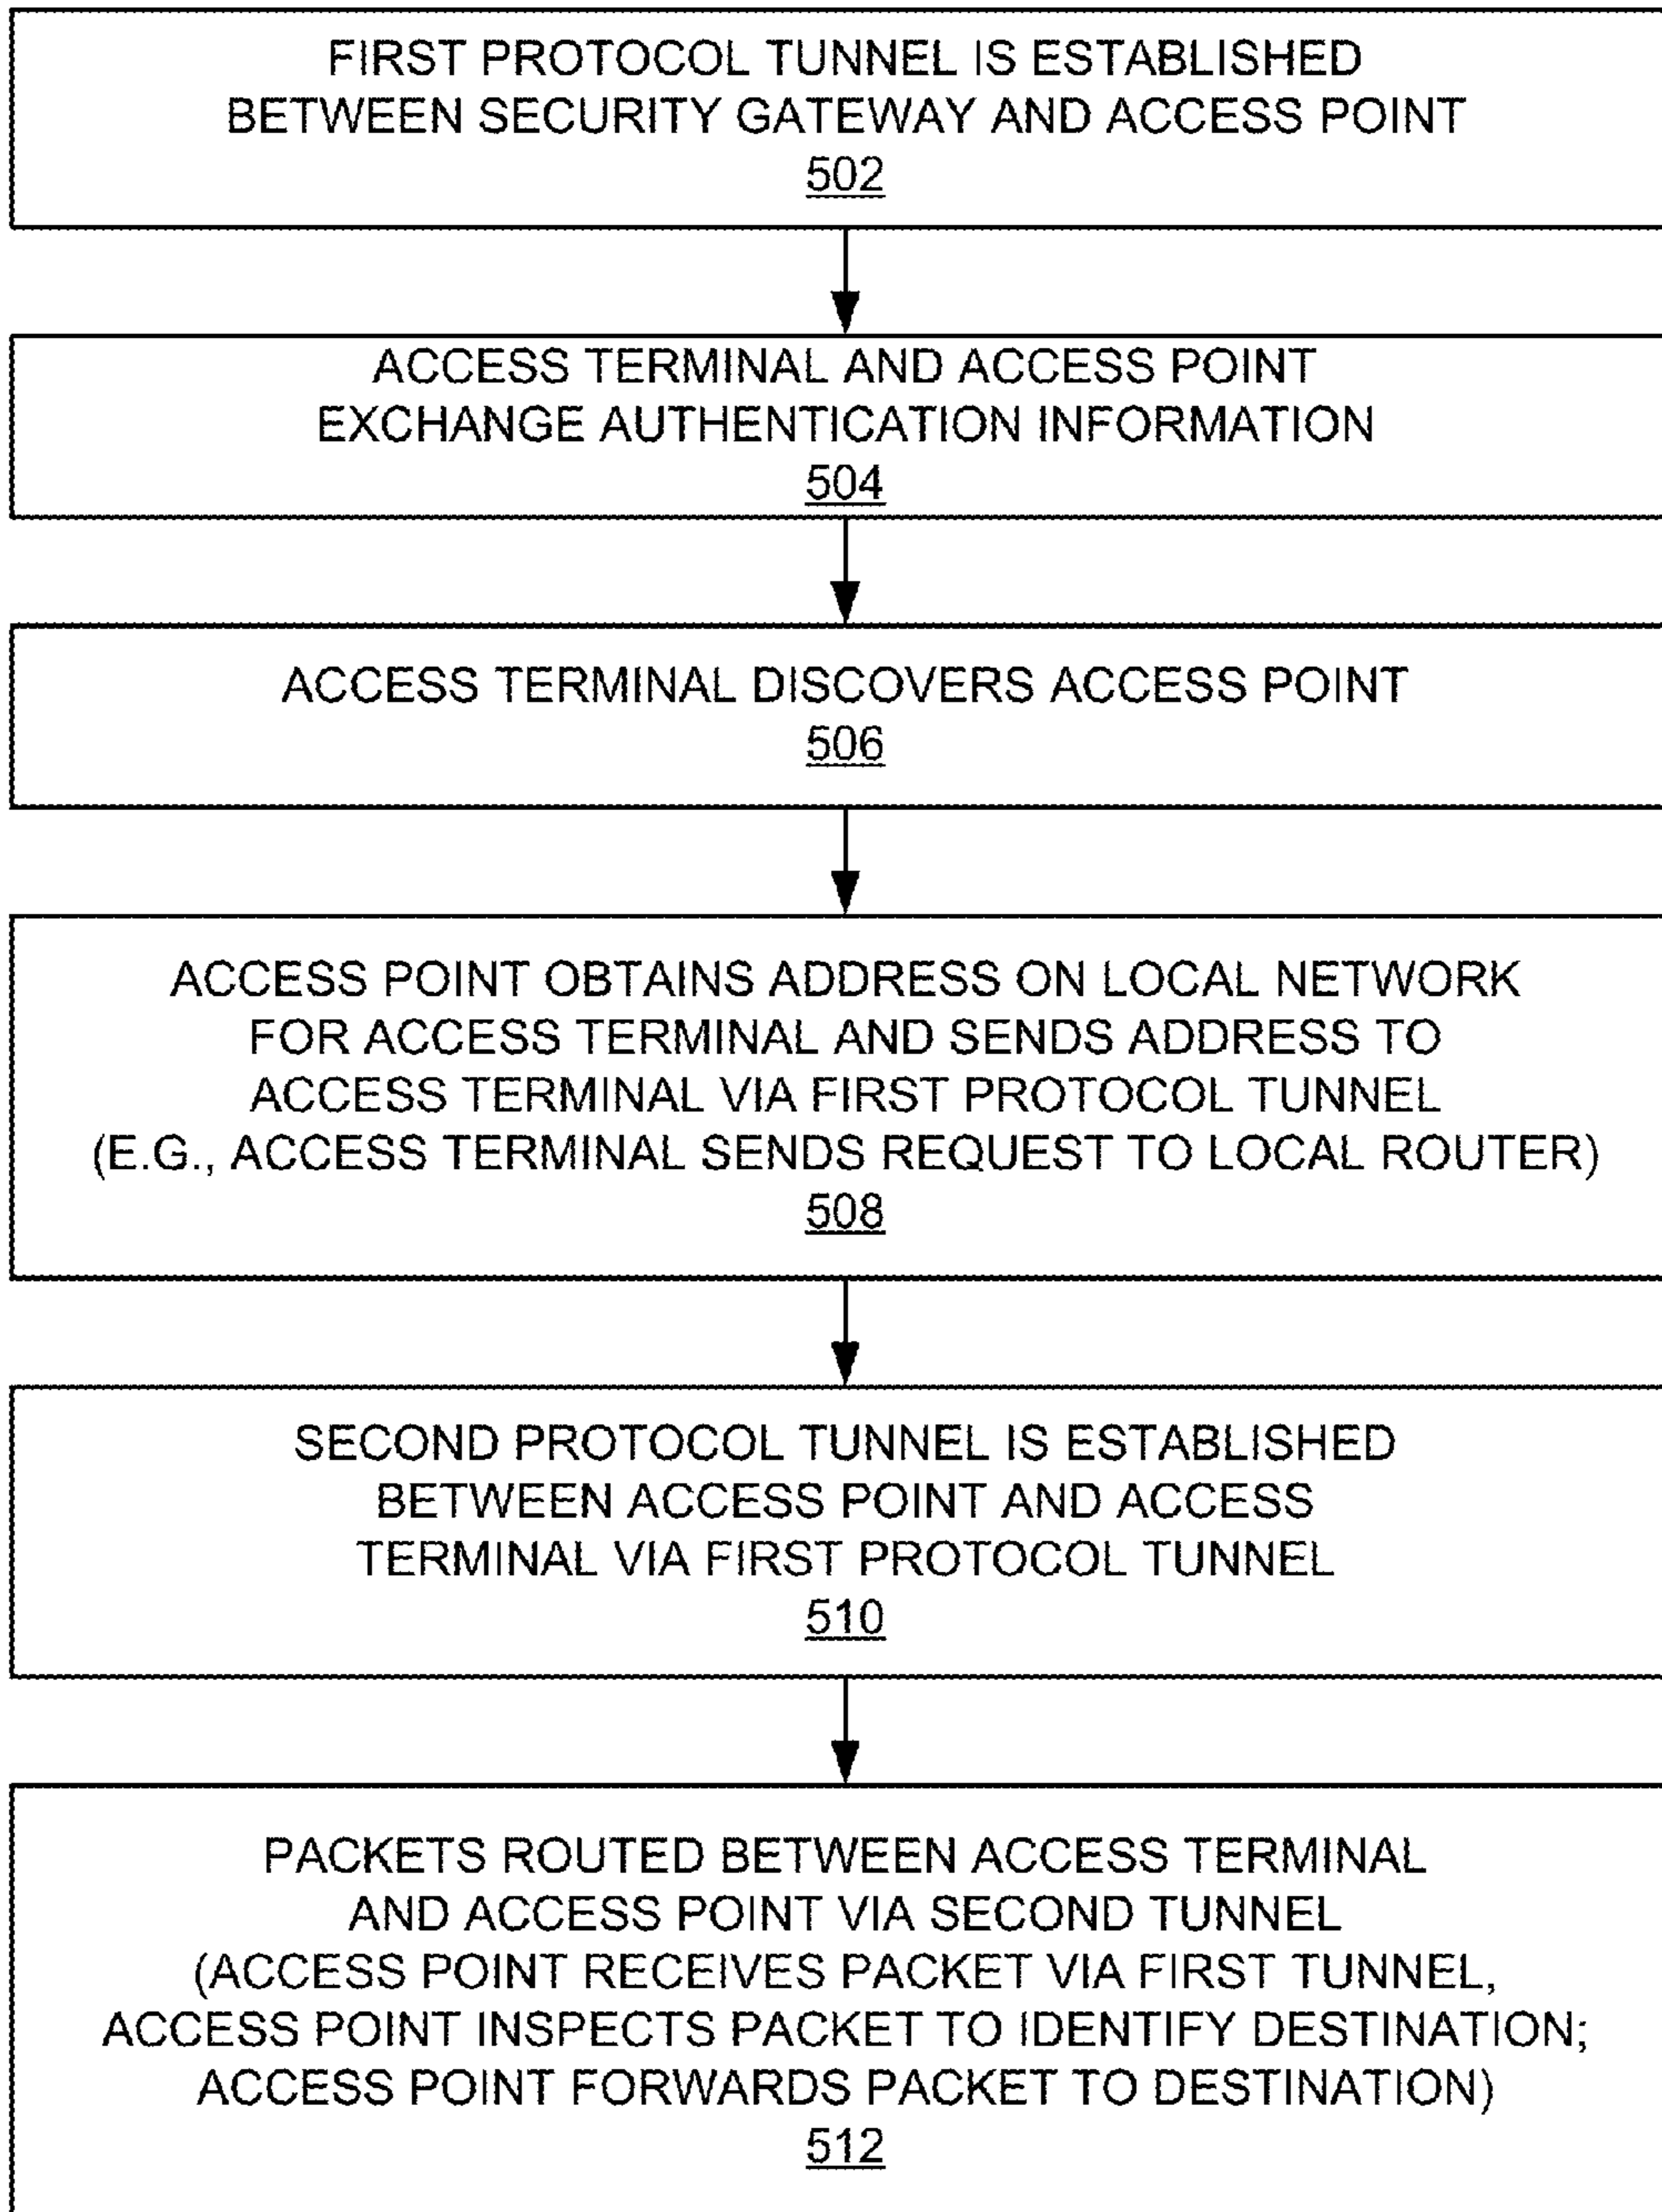 FIRST PROTOCOL TUNNEL IS ESTABLISHED
BETWEEN SECURITY GATEWAY AND ACCESS POINT
502
ACCESS TERMINAL AND ACCESS POINT
EXCHANGE AUTHENTICATION INFORMATION
504
ACCESS TERMINAL DISCOVERS ACCESS POINT
506
ACCESS POINT OBTAINS ADDRESS ON LOCAL NETWORK
FOR ACCESS TERMINAL AND SENDS ADDRESS TO
ACCESS TERMINAL VIA FIRST PROTOCOL TUNNEL
(E.G., ACCESS TERMINAL SENDS REQUEST TO LOCAL ROUTER)
508
SECOND PROTOCOL TUNNEL IS ESTABLISHED
BETWEEN ACCESS POINT AND ACCESS
TERMINAL VIA FIRST PROTOCOL TUNNEL
510
PACKETS ROUTED BETWEEN ACCESS TERMINAL
AND ACCESS POINT VIA SECOND TUNNEL
(ACCESS POINT RECEIVES PACKET VIA FIRST TUNNEL,
ACCESS POINT INSPECTS PACKET TO IDENTIFY DESTINATION;
ACCESS POINT FORWARDS PACKET TO DESTINATION)
512